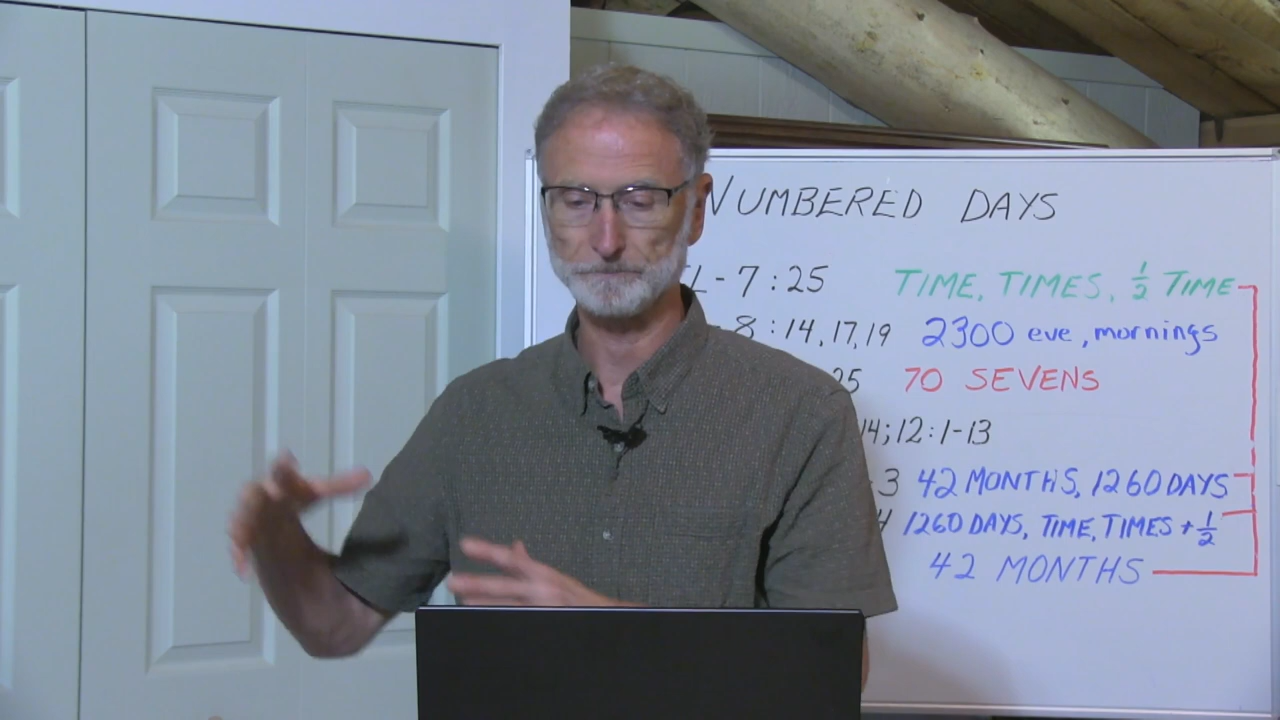 NUMBERED DAYS
L - 7:25 TIME, TIMES, 1/2 TIME
8:14,17,19 2300 eve, mornings
25 70 SEVENS
14; 12:1-13
3 42 MONTHS, 1260 DAYS
1260 DAYS, TIME, TIMES + 1/2
42 MONTHS